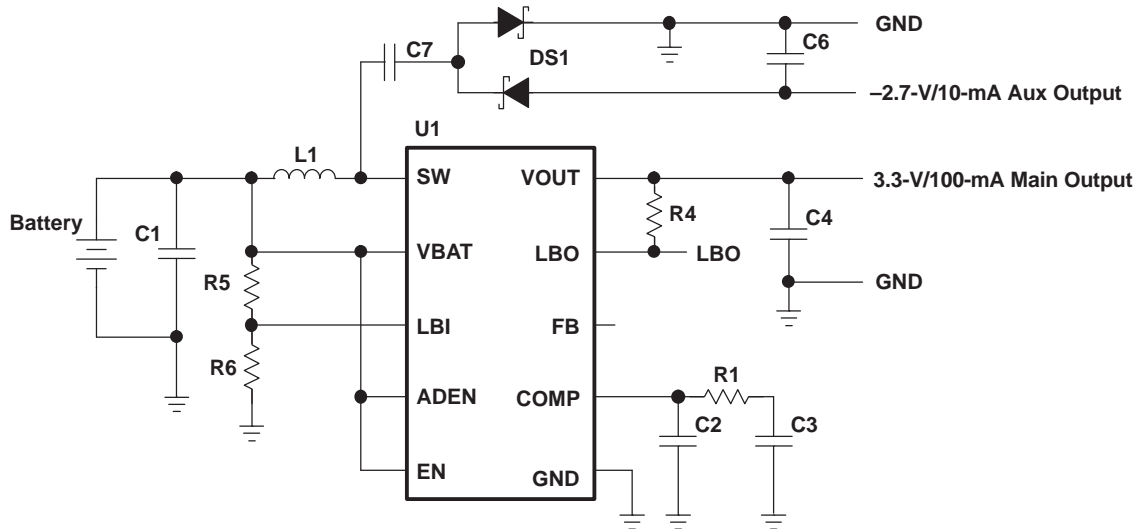 GND
C7
C6
DS1
–2.7-V/10-mA Aux Output
U1
L1
SW
VOUT
3.3-V/100-mA Main Output
Battery
C1
R4
C4
VBAT
LBO
LBO
R5
GND
LBI
FB
R6
R1
ADEN
COMP
C2
C3
EN
GND